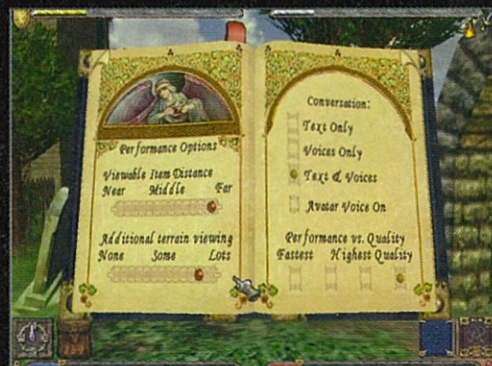 Performance Options
Viewable Item Distance
Near Middle Far
Additional terrain viewing
None Some Lots
Conversation:
Text Only
Voices Only
Text & Voices
Avatar Voice On
Performance vs. Quality
Fastest Highest Quality